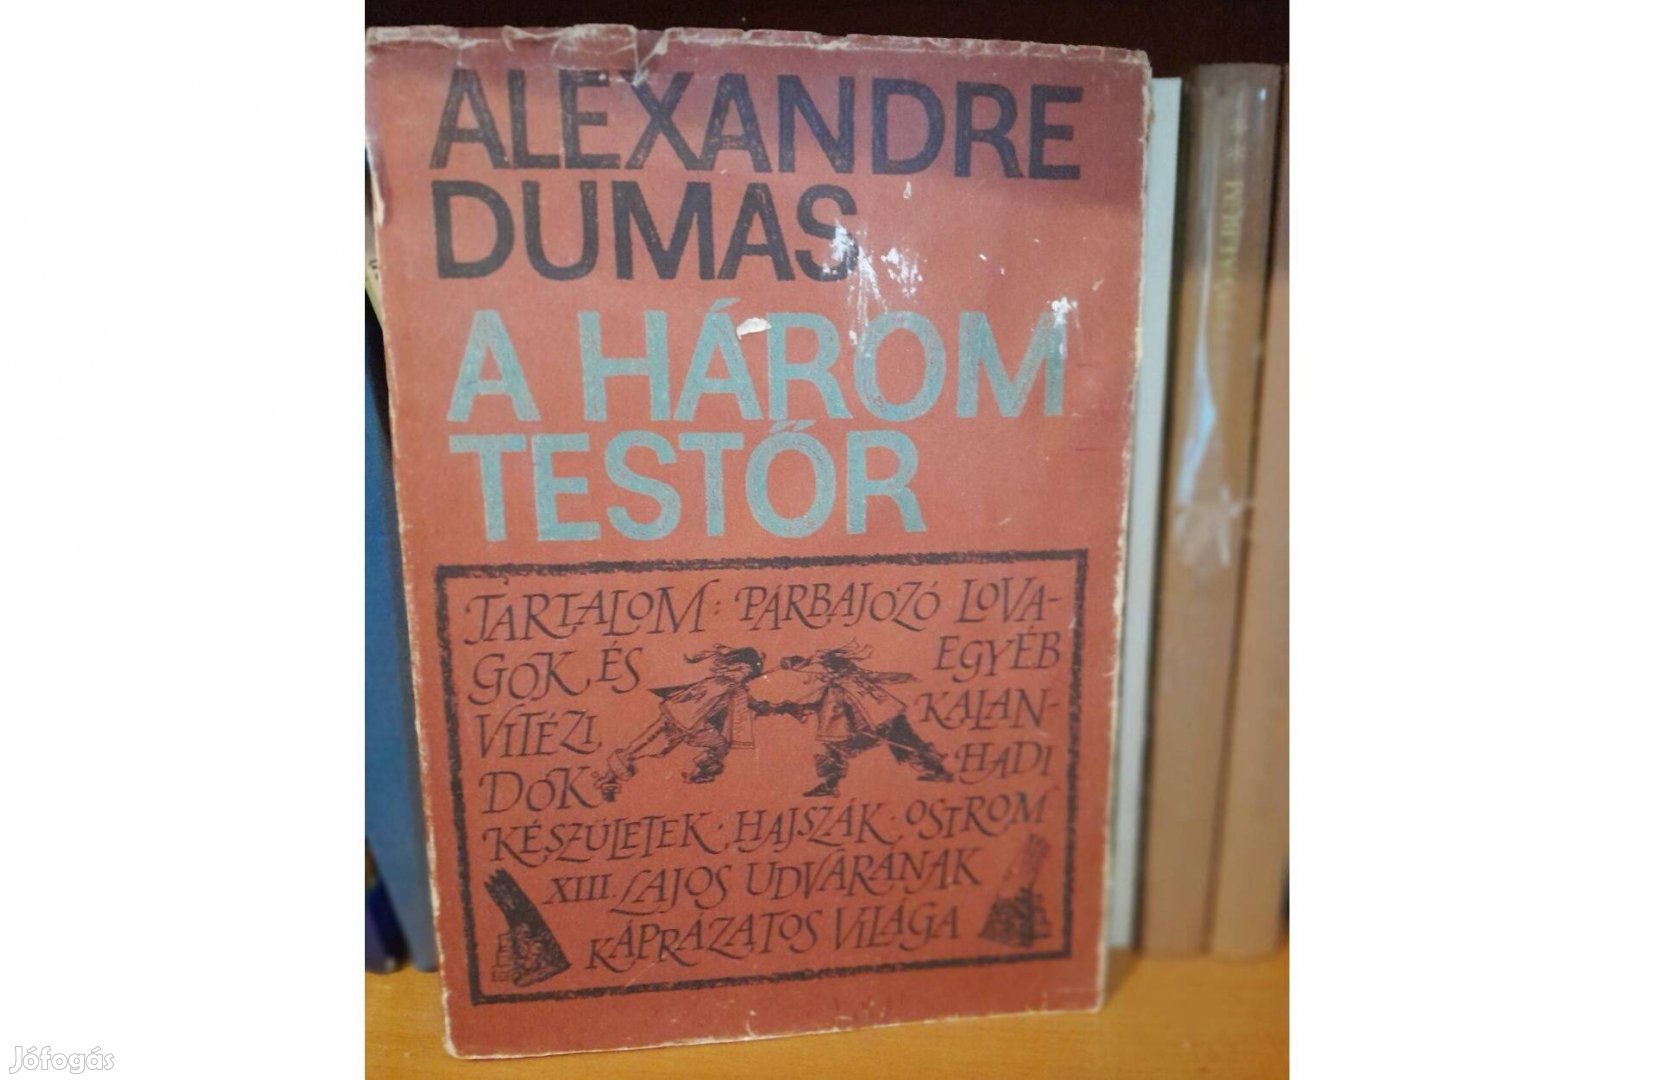 ALEXANDRE
DUMAS
A HÁROM
TESTŐR
TARTALOM: PÁRBAJOZÓ LOVA-
GOK ÉS EGYÉB
VITÉZI KALAN-
DOK HADI
KÉSZÜLETEK · HAJSZÁK · OSTROM
XIII. LAJOS UDVARÁNAK
KÁPRÁZATOS VILÁGA
ALBUM **
Jófogás